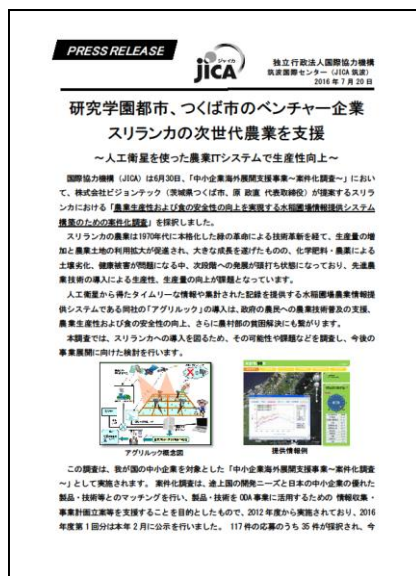 PRESS RELEASE
ジャイカ
jICA
独立行政法人国際協力機構
筑波国際センター (JICA 筑波)
2016 年 7 月 20 日
研究学園都市、つくば市のベンチャー企業
スリランカの次世代農業を支援
~人工衛星を使った農業ITシステムで生産性向上~
国際協力機構（JICA）は6月30日、「中小企業海外展開支援事業~案件化調査~」におい
て、株式会社ビジョンテック（茨城県つくば市、原 政直 代表取締役）が提案するスリラ
ンカにおける「農業生産性および食の安全性の向上を実現する水稲圃場情報提供システム
構築のための案件化調査」を採択しました。
スリランカの農業は1970年代に本格化した緑の革命による技術革新を経て、生産量の増
加と農業土地の利用拡大が促進され、大きな成長を遂げたものの、化学肥料・農薬による
土壌劣化、健康被害が問題になる中、次段階への発展が頭打ち状態になっており、先進農
業技術の導入による生産性、生産量の向上が課題となっています。
人工衛星から得たタイムリーな情報や集計された記録を提供する水稲圃場農業情報提
供システムである同社の「アグリルック」の導入は、政府の農民への農業技術普及の支援、
農業生産性および食の安全性の向上、さらに農村部の貧困解決にも繋がります。
本調査では、スリランカへの導入を図るため、その可能性や課題などを調査し、今後の
事業展開に向けた検討を行います。
アグリルック概念図
提供情報例
この調査は、我が国の中小企業を対象とした「中小企業海外展開支援事業~案件化調査
~」として実施されます。 案件化調査は、途上国の開発ニーズと日本の中小企業の優れた
製品・技術等とのマッチングを行い、製品・技術を ODA 事業に活用するための 情報収集・
事業計画立案等を支援することを目的としたもので、2012 年度から実施されており、2016
年度第 1 回分は本年 2 月に公示を行いました。 117 件の応募のうち 35 件が採択され、今